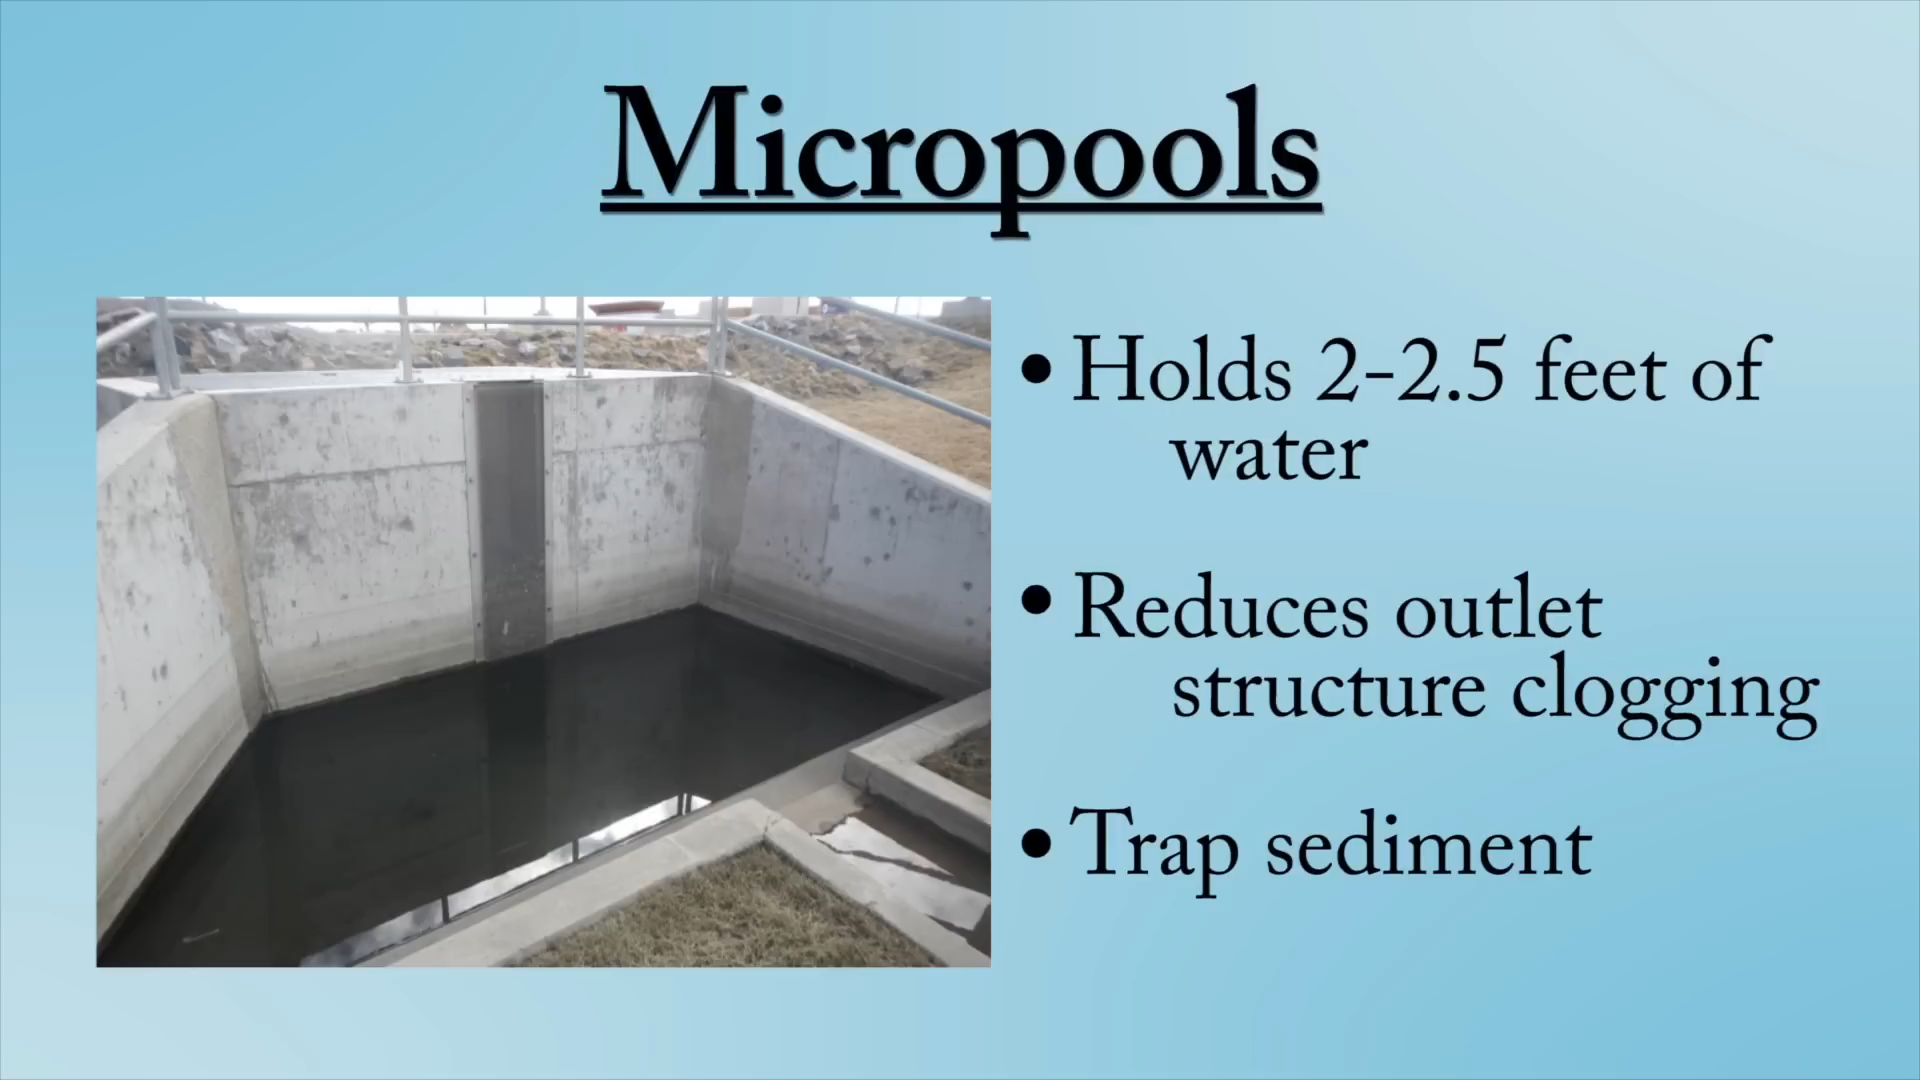 Micropools
• Holds 2-2.5 feet of
water
• Reduces outlet
structure clogging
• Trap sediment